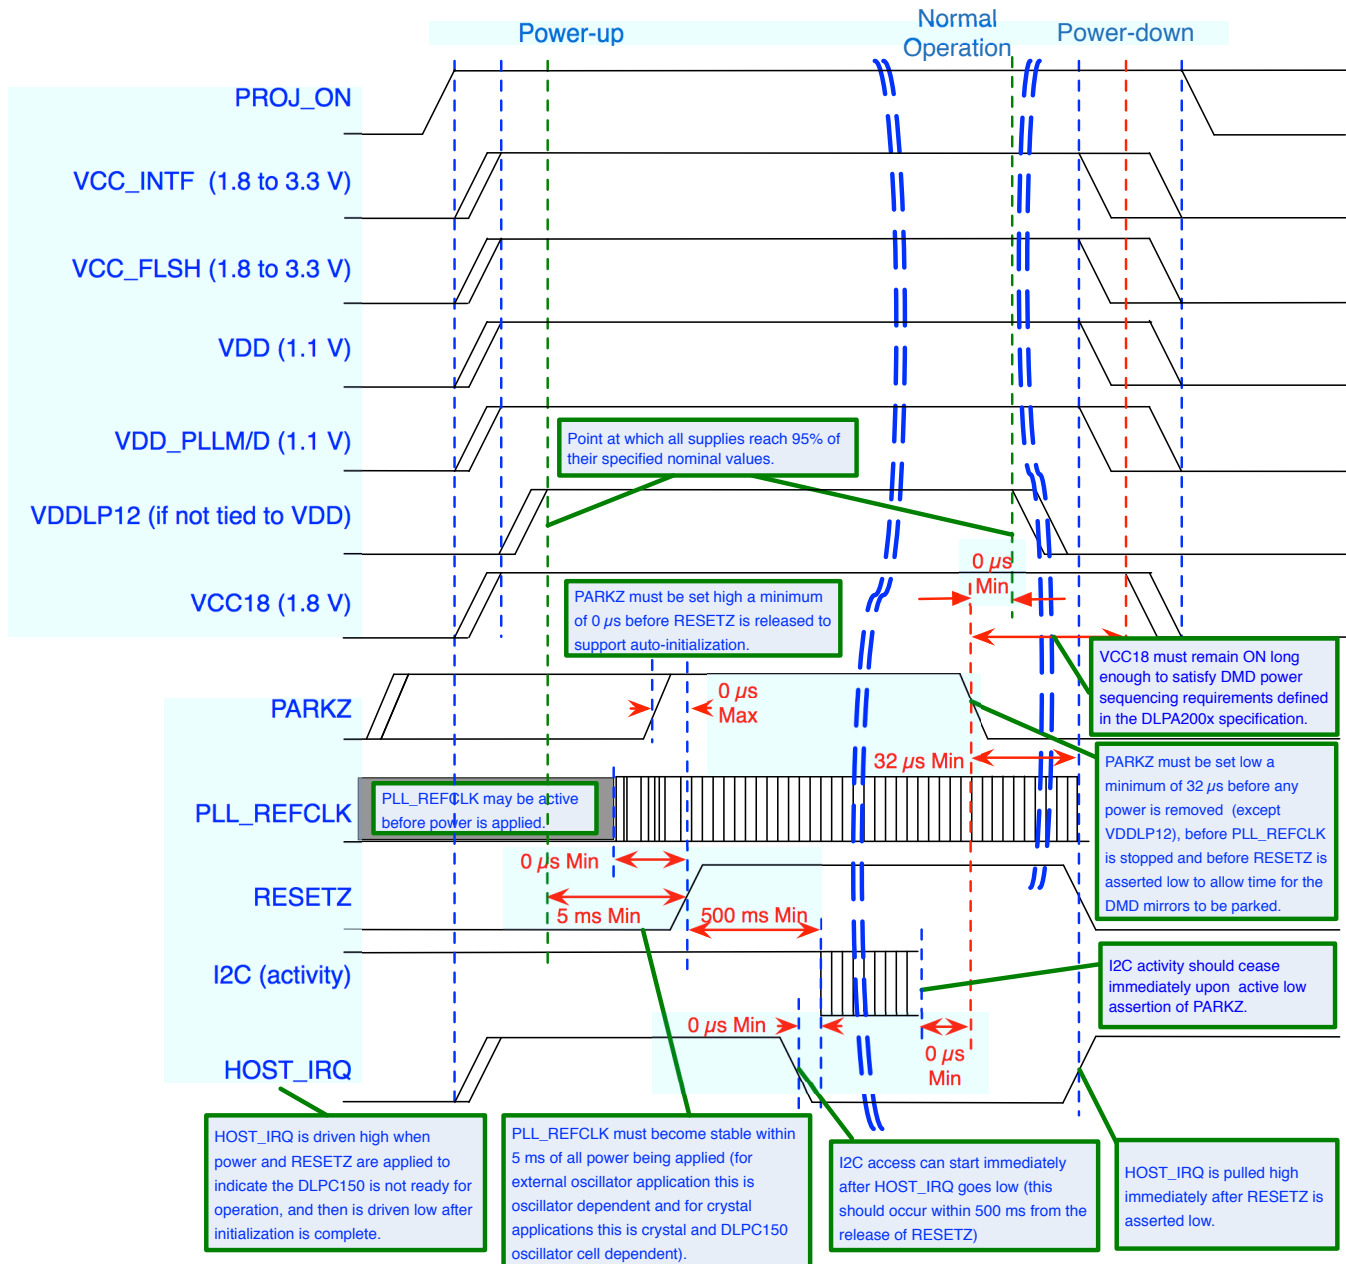 Power-up
Normal
Operation
Power-down
PROJ_ON
VCC_INTF (1.8 to 3.3 V)
VCC_FLSH (1.8 to 3.3 V)
VDD (1.1 V)
VDD_PLLM/D (1.1 V)
Point at which all supplies reach 95% of
their specified nominal values.
VDDLP12 (if not tied to VDD)
0 µs
Min
VCC18 (1.8 V)
PARKZ must be set high a minimum
of 0 µs before RESETZ is released to
support auto-initialization.
VCC18 must remain ON long
enough to satisfy DMD power
sequencing requirements defined
in the DLPA200x specification.
PARKZ
0 µs
Max
32 µs Min
PARKZ must be set low a
minimum of 32 µs before any
power is removed (except
VDDLP12), before PLL_REFCLK
is stopped and before RESETZ is
asserted low to allow time for the
DMD mirrors to be parked.
PLL_REFCLK
PLL_REFCLK may be active
before power is applied.
0 µs Min
RESETZ
5 ms Min
500 ms Min
I2C (activity)
I2C activity should cease
immediately upon active low
assertion of PARKZ.
0 µs Min
0 µs
Min
HOST_IRQ
HOST_IRQ is driven high when
power and RESETZ are applied to
indicate the DLPC150 is not ready for
operation, and then is driven low after
initialization is complete.
PLL_REFCLK must become stable within
5 ms of all power being applied (for
external oscillator application this is
oscillator dependent and for crystal
applications this is crystal and DLPC150
oscillator cell dependent).
I2C access can start immediately
after HOST_IRQ goes low (this
should occur within 500 ms from the
release of RESETZ)
HOST_IRQ is pulled high
immediately after RESETZ is
asserted low.